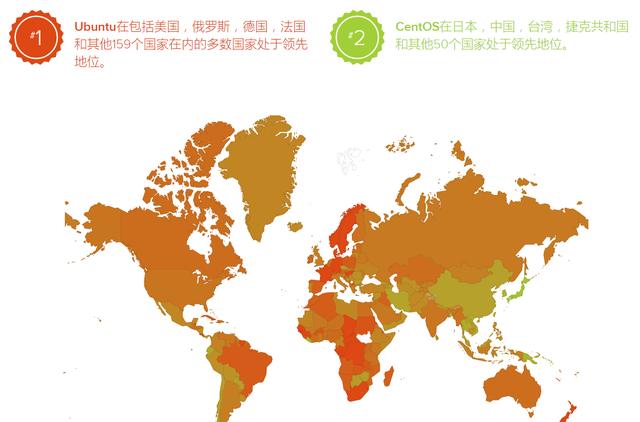 #1
Ubuntu在包括美国，俄罗斯，德国，法国
和其他159个国家在内的多数国家处于领先
地位。
#2
CentOS在日本，中国，台湾，捷克共和国
和其他50个国家处于领先地位。